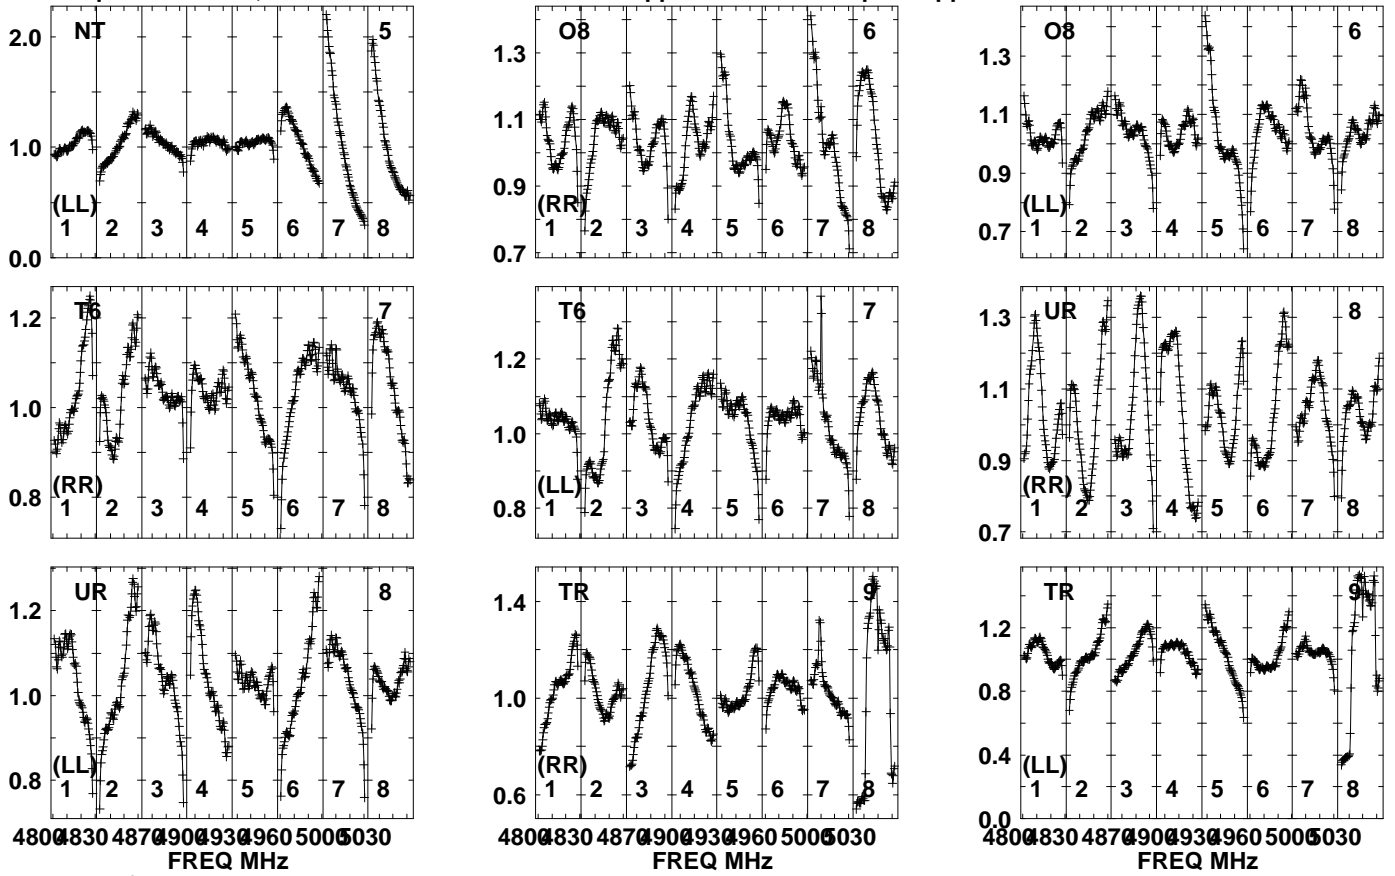 NT 5
2.0
1.0
0.0
(LL)
1 2 3 4 5 6 7 8
O8 6
1.3
1.1
0.9
0.7
(RR)
1 2 3 4 5 6 7 8
O8 6
1.3
1.1
0.9
0.7
(LL)
1 2 3 4 5 6 7 8
T6 7
1.2
1.0
0.8
(RR)
1 2 3 4 5 6 7 8
T6 7
1.2
1.0
0.8
(LL)
1 2 3 4 5 6 7 8
UR 8
1.3
1.1
0.9
0.7
(RR)
1 2 3 4 5 6 7 8
UR 8
1.2
1.0
0.8
(LL)
1 2 3 4 5 6 7 8
4800 4830 4870 4900 4930 4960 5000 5030
FREQ MHz
TR 9
1.4
1.0
0.6
(RR)
1 2 3 4 5 6 7 8
4800 4830 4870 4900 4930 4960 5000 5030
FREQ MHz
TR 9
1.2
0.8
0.4
0.0
(LL)
1 2 3 4 5 6 7 8
4800 4830 4870 4900 4930 4960 5000 5030
FREQ MHz